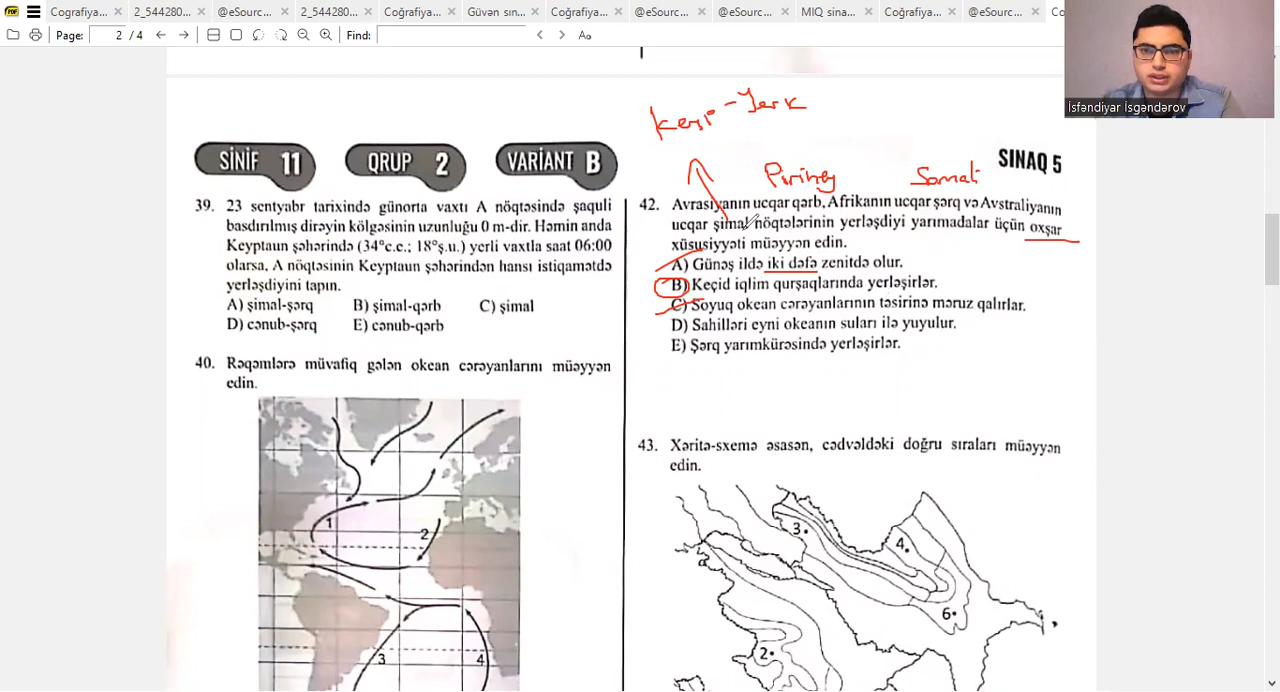 Cografiya... 2_544280... @eSourc... 2_544280... Coğrafiya... Güvən sın... Coğrafiya... @eSourc... @eSourc... MIQ sina... Coğrafiya... @eSourc... Co
Page: 2 / 4 Find:
İsfəndiyar İsgəndərov
SİNİF 11 QRUP 2 VARİANT B
39. 23 sentyabr tarixində günorta vaxtı A nöqtəsində şaquli
basdırılmış dirəyin kölgəsinin uzunluğu 0 m-dir. Həmin anda
Keyptaun şəhərində (34°c.e.; 18°ş.u.) yerli vaxtla saat 06:00
olarsa, A nöqtəsinin Keyptaun şəhərindən hansı istiqamətdə
yerləşdiyini tapın.
A) şimal-şərq B) şimal-qərb C) şimal
D) cənub-şərq E) cənub-qərb
40. Rəqəmlərə müvafiq gələn okean cərəyanlarını müəyyən
edin.
1
2
3
4
SINAQ 5
Piriney Somali
42. Avrasiyanın ucqar qərb, Afrikanın ucqar şərq və Avstraliyanın
ucqar şimal nöqtələrinin yerləşdiyi yarımadalar üçün oxşar
xüsusiyyəti müəyyən edin.
A) Günəş ildə iki dəfə zenitdə olur.
B) Keçid iqlim qurşaqlarında yerləşirlər.
C) Soyuq okean cərəyanlarının təsirinə məruz qalırlar.
D) Sahilləri eyni okeanın suları ilə yuyulur.
E) Şərq yarımkürəsində yerləşirlər.
43. Xəritə-sxemə əsasən, cədvəldəki doğru sıraları müəyyən
edin.
3
4
6
2